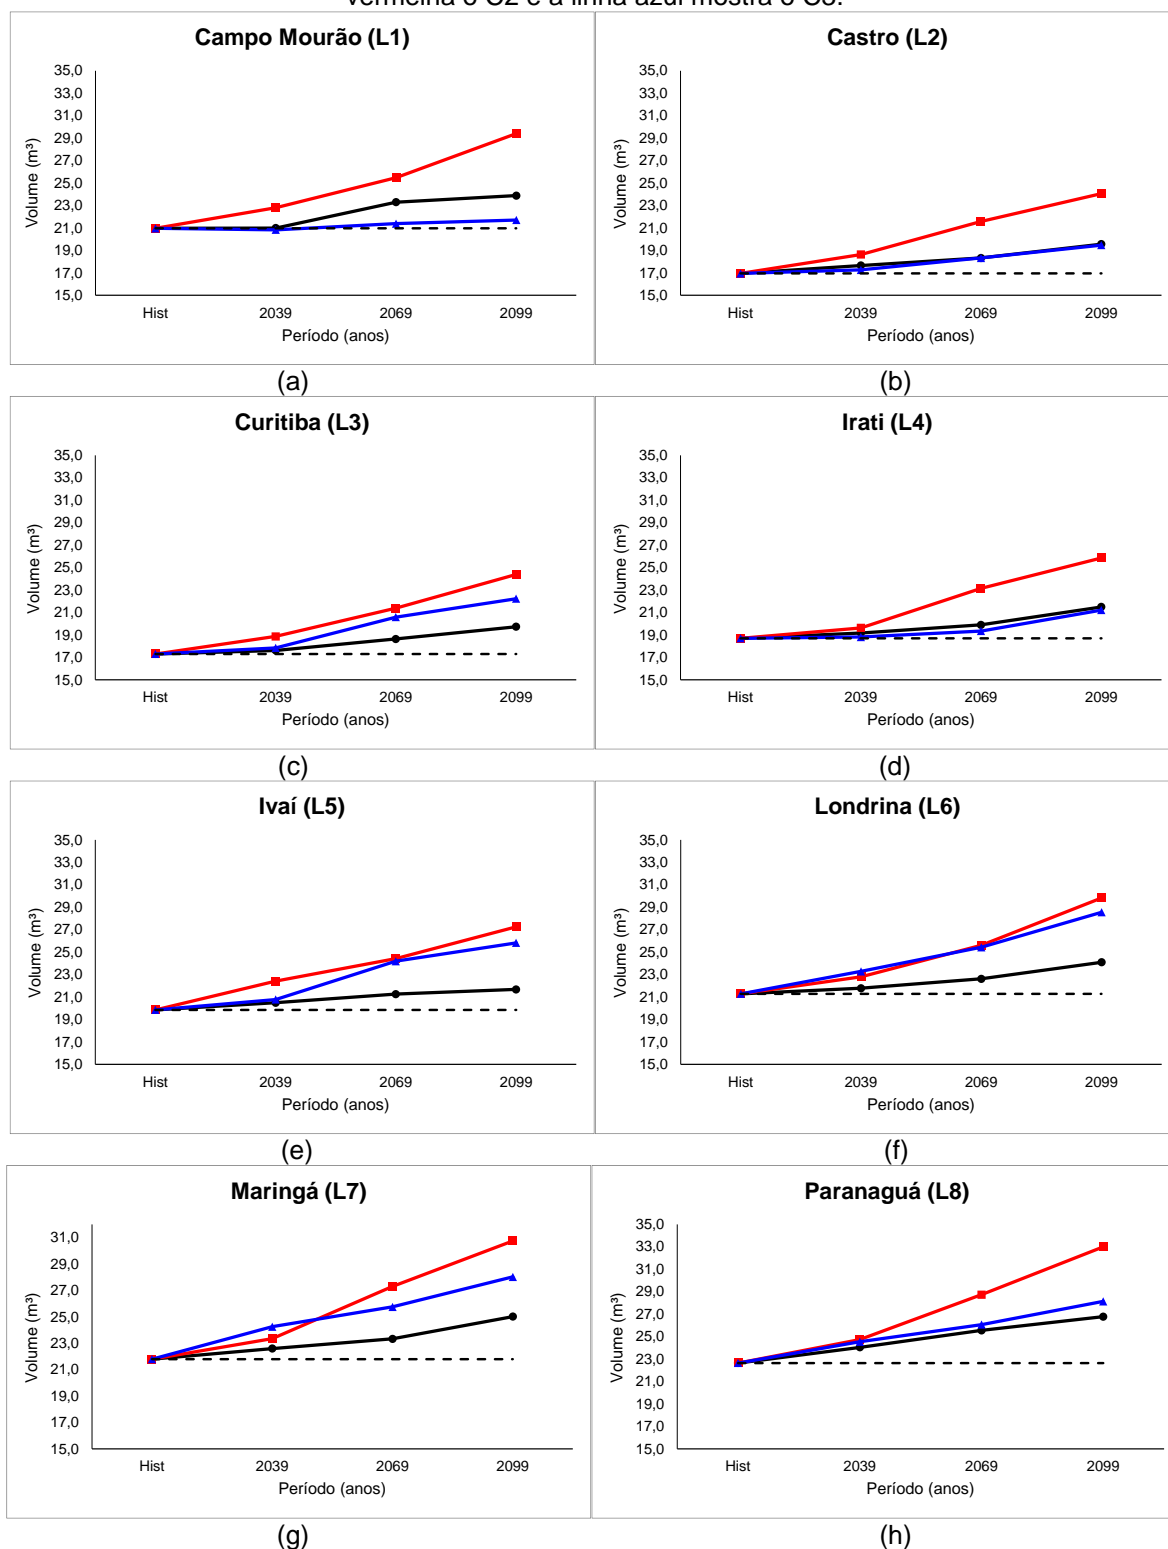 vermelha o C2 e a linha azul mostra o C3.
Campo Mourão (L1)
35,0
33,0
31,0
29,0
27,0
25,0
23,0
21,0
19,0
17,0
15,0
Volume (m³)
Hist 2039 2069 2099
Período (anos)
(a)
Castro (L2)
35,0
33,0
31,0
29,0
27,0
25,0
23,0
21,0
19,0
17,0
15,0
Volume (m³)
Hist 2039 2069 2099
Período (anos)
(b)
Curitiba (L3)
35,0
33,0
31,0
29,0
27,0
25,0
23,0
21,0
19,0
17,0
15,0
Volume (m³)
Hist 2039 2069 2099
Período (anos)
(c)
Irati (L4)
35,0
33,0
31,0
29,0
27,0
25,0
23,0
21,0
19,0
17,0
15,0
Volume (m³)
Hist 2039 2069 2099
Período (anos)
(d)
Ivaí (L5)
35,0
33,0
31,0
29,0
27,0
25,0
23,0
21,0
19,0
17,0
15,0
Volume (m³)
Hist 2039 2069 2099
Período (anos)
(e)
Londrina (L6)
35,0
33,0
31,0
29,0
27,0
25,0
23,0
21,0
19,0
17,0
15,0
Volume (m³)
Hist 2039 2069 2099
Período (anos)
(f)
Maringá (L7)
31,0
29,0
27,0
25,0
23,0
21,0
19,0
17,0
15,0
Volume (m³)
Hist 2039 2069 2099
Período (anos)
(g)
Paranaguá (L8)
35,0
33,0
31,0
29,0
27,0
25,0
23,0
21,0
19,0
17,0
15,0
Volume (m³)
Hist 2039 2069 2099
Período (anos)
(h)